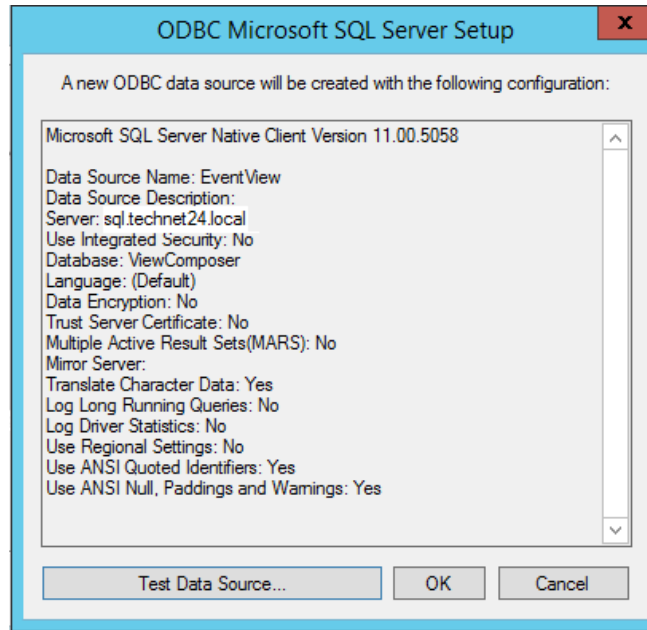 ODBC Microsoft SQL Server Setup
x
A new ODBC data source will be created with the following configuration:
Microsoft SQL Server Native Client Version 11.00.5058
Data Source Name: EventView
Data Source Description:
Server: sql.technet24.local
Use Integrated Security: No
Database: ViewComposer
Language: (Default)
Data Encryption: No
Trust Server Certificate: No
Multiple Active Result Sets(MARS): No
Mirror Server:
Translate Character Data: Yes
Log Long Running Queries: No
Log Driver Statistics: No
Use Regional Settings: No
Use ANSI Quoted Identifiers: Yes
Use ANSI Null, Paddings and Warnings: Yes
Test Data Source...
OK
Cancel